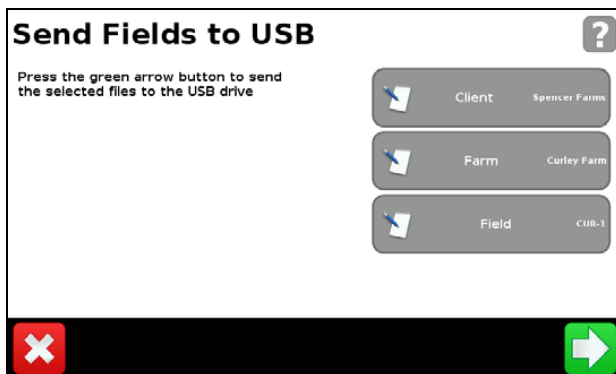 Send Fields to USB
?
Press the green arrow button to send
the selected files to the USB drive
Client Spencer Farms
Farm Curley Farm
Field CUR-1